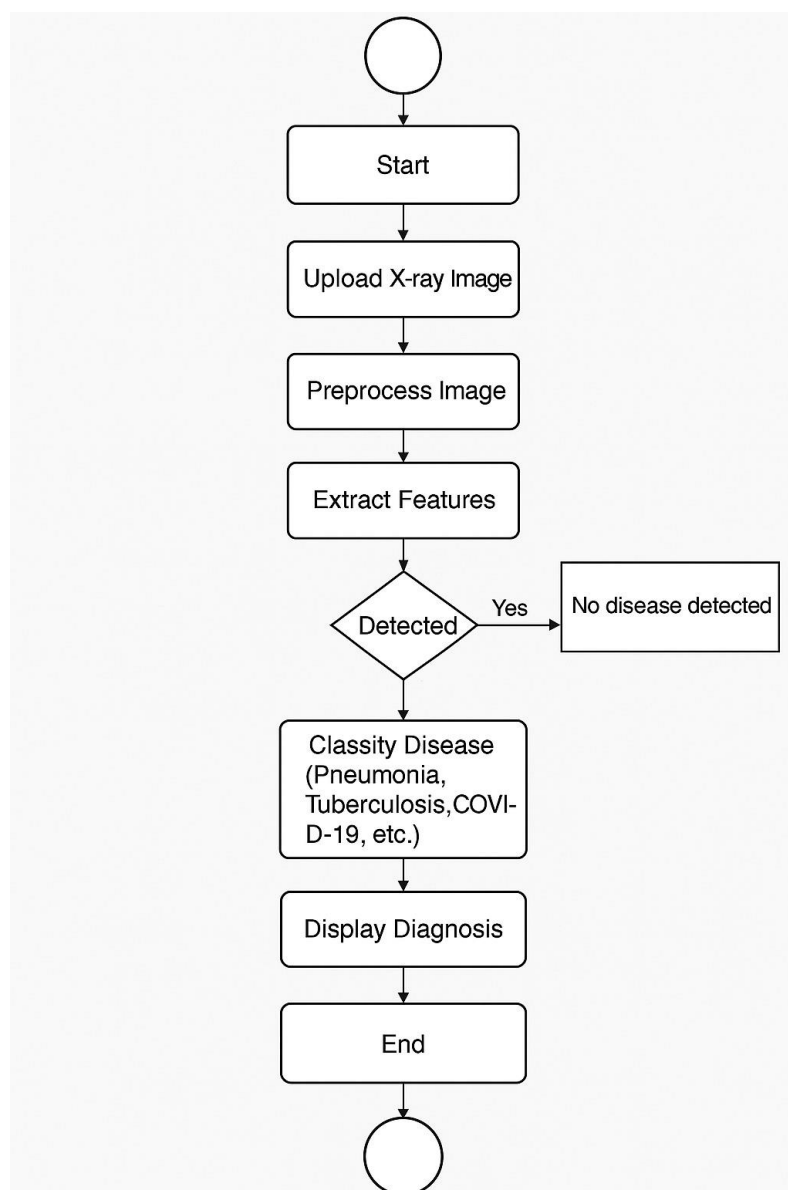 Start
Upload X-ray Image
Preprocess Image
Extract Features
Detected
Yes
No disease detected
Classity Disease
(Pneumonia,
Tuberculosis,COVI-
D-19, etc.)
Display Diagnosis
End